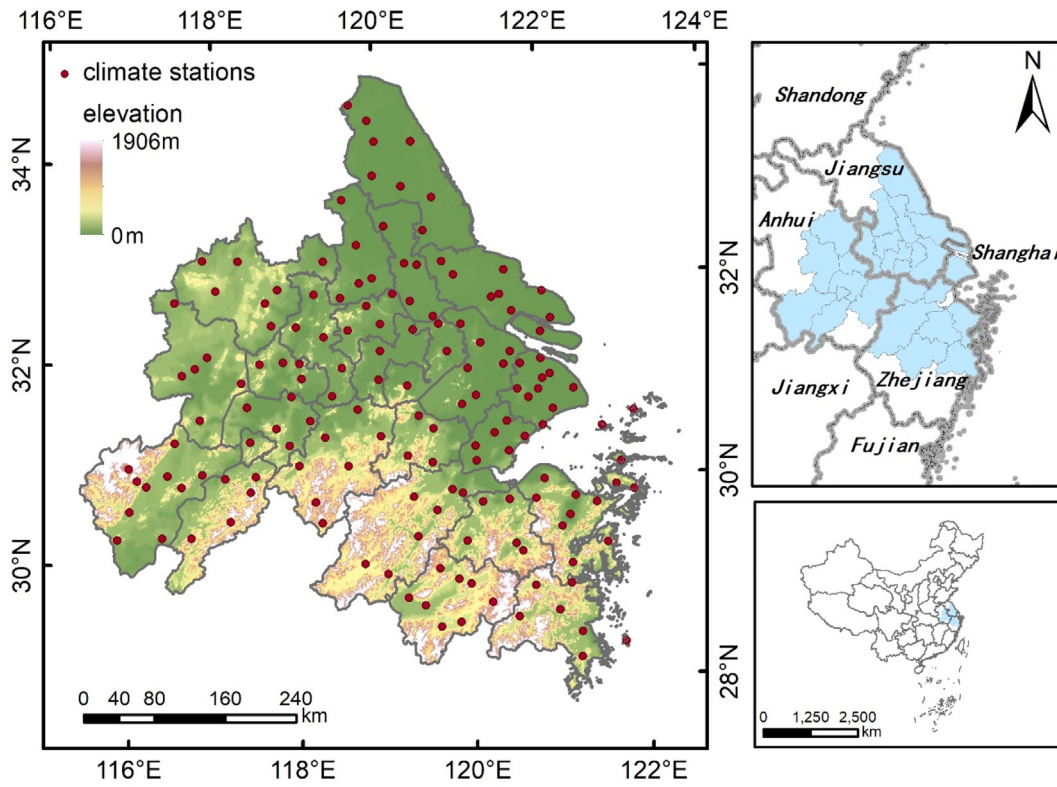 116°E 118°E 120°E 122°E 124°E
climate stations
elevation
1906m
0m
34°N
32°N
30°N
32°N
30°N
28°N
0 40 80 160 240
km
116°E 118°E 120°E 122°E
N
Shandong
Jiangsu
Anhui
Shanghai
Jiangxi
Zhejiang
Fujian
0 1,250 2,500
km